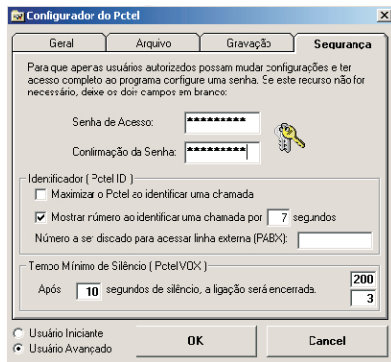 Configurador do Pctel
Geral Arquivo Gravação Segurança
Para que apenas usuários autorizados possam mudar configurações e ter
acesso completo ao programa configure uma senha. Se este recurso não for
necessário, deixe os dois campos em branco:
Senha de Acesso: *********
Confirmação da Senha: *********
Identificador ( Pctel ID )
Maximizar o Pctel ao identificar uma chamada
Mostrar número ao identificar uma chamada por 7 segundos
Número a ser discado para acessar linha externa (PABX):
Tempo Mínimo de Silêncio ( Pctel VOX )
200
Após 10 segundos de silêncio, a ligação será encerrada.
3
Usuário Iniciante
Usuário Avançado
OK Cancel